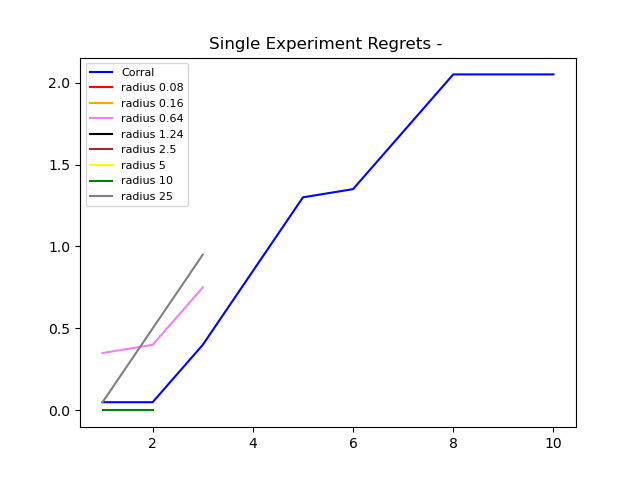 Single Experiment Regrets -
Corral
radius 0.08
radius 0.16
radius 0.64
radius 1.24
radius 2.5
radius 5
radius 10
radius 25
2.0
1.5
1.0
0.5
0.0
2 4 6 8 10